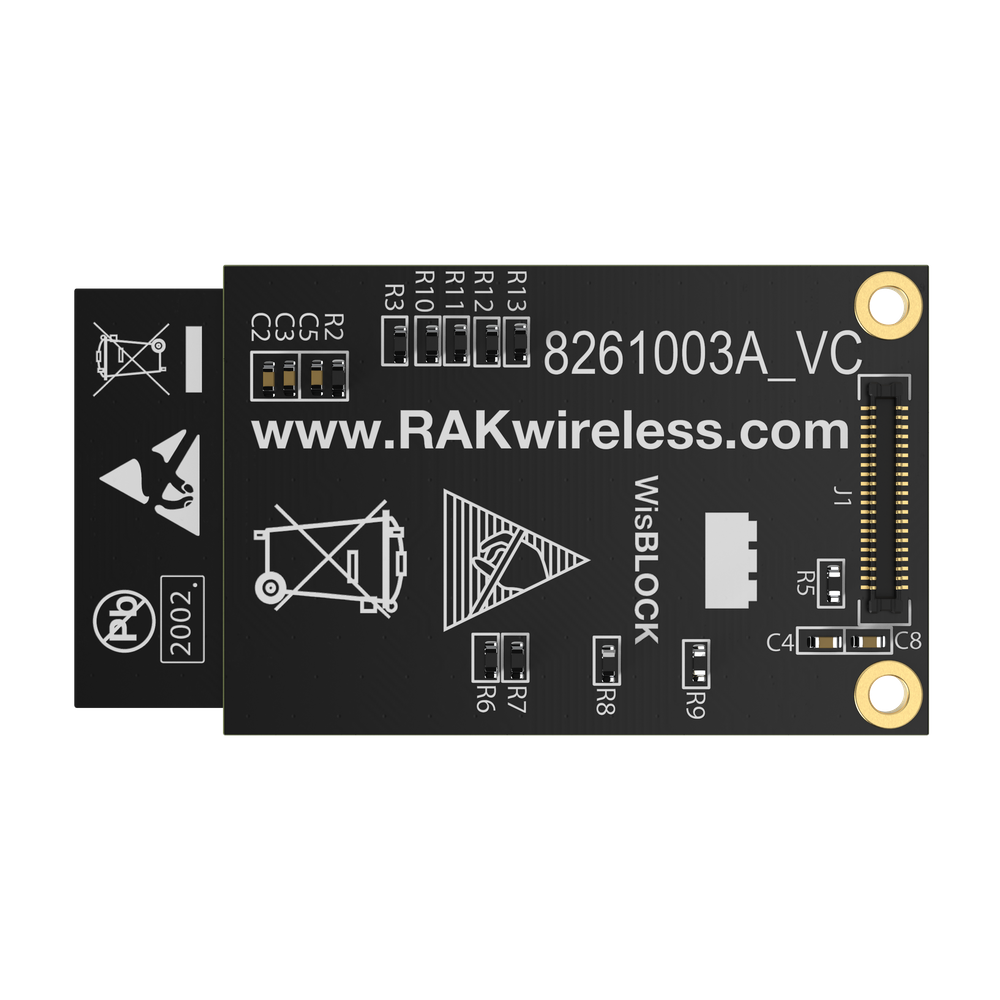 R3
R10
R11
R12
R13
C2
C3
C5
R2
8261003A_VC
www.RAKwireless.com
J1
WisBLOCK
R5
Pb
2002.
C4
C8
R6
R7
R8
R9